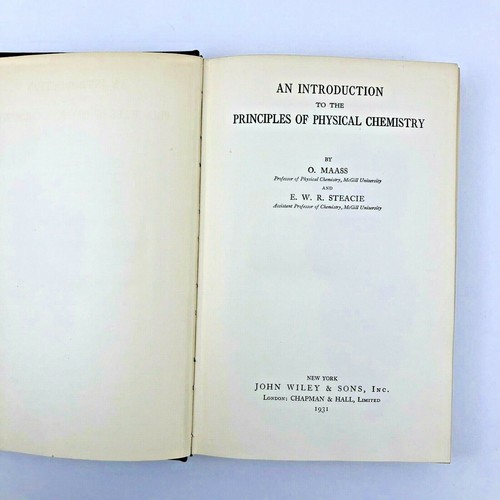 AN INTRODUCTION
TO THE
PRINCIPLES OF PHYSICAL CHEMISTRY
BY
O. MAASS
Professor of Physical Chemistry, McGill University
AND
E. W. R. STEACIE
Assistant Professor of Chemistry, McGill University
NEW YORK
JOHN WILEY & SONS, INC.
LONDON: CHAPMAN & HALL, LIMITED
1931